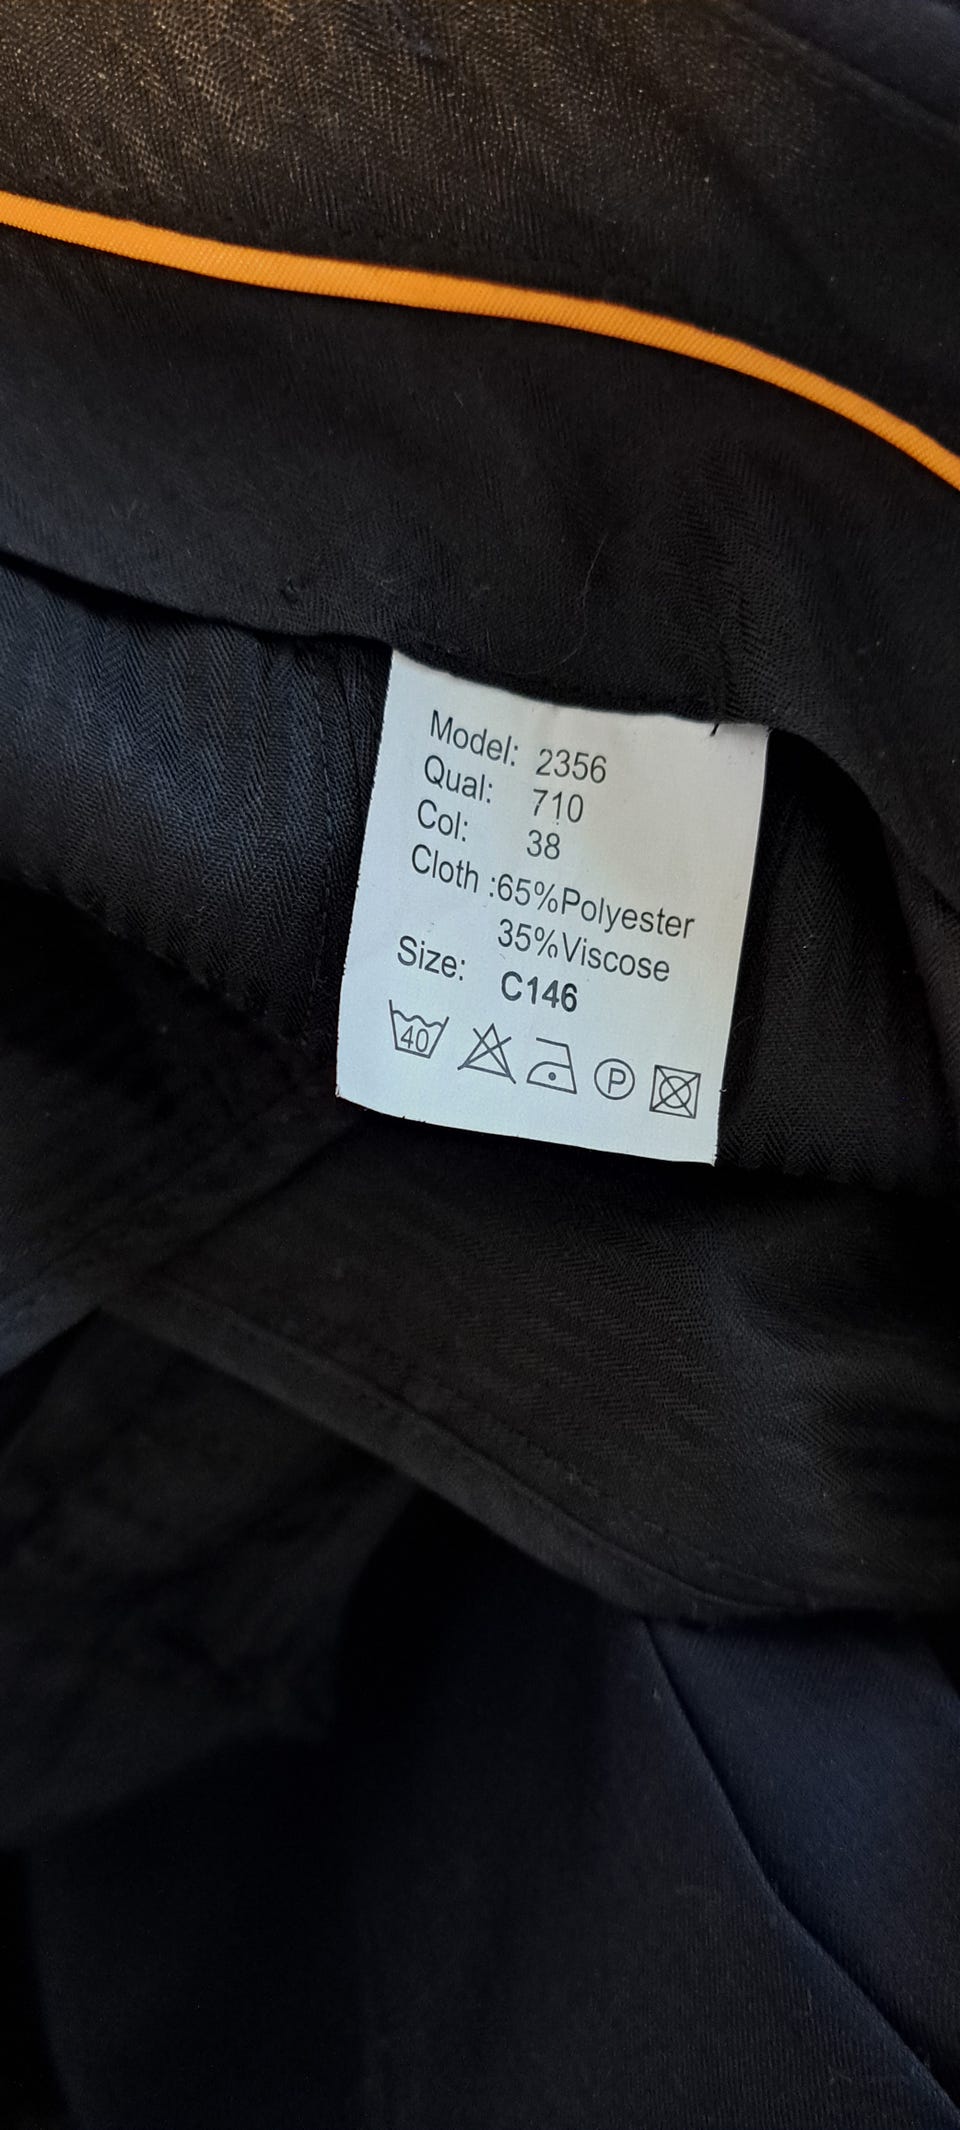 Model: 2356
Qual: 710
Col: 38
Cloth :65%Polyester
35%Viscose
Size: C146
40 P